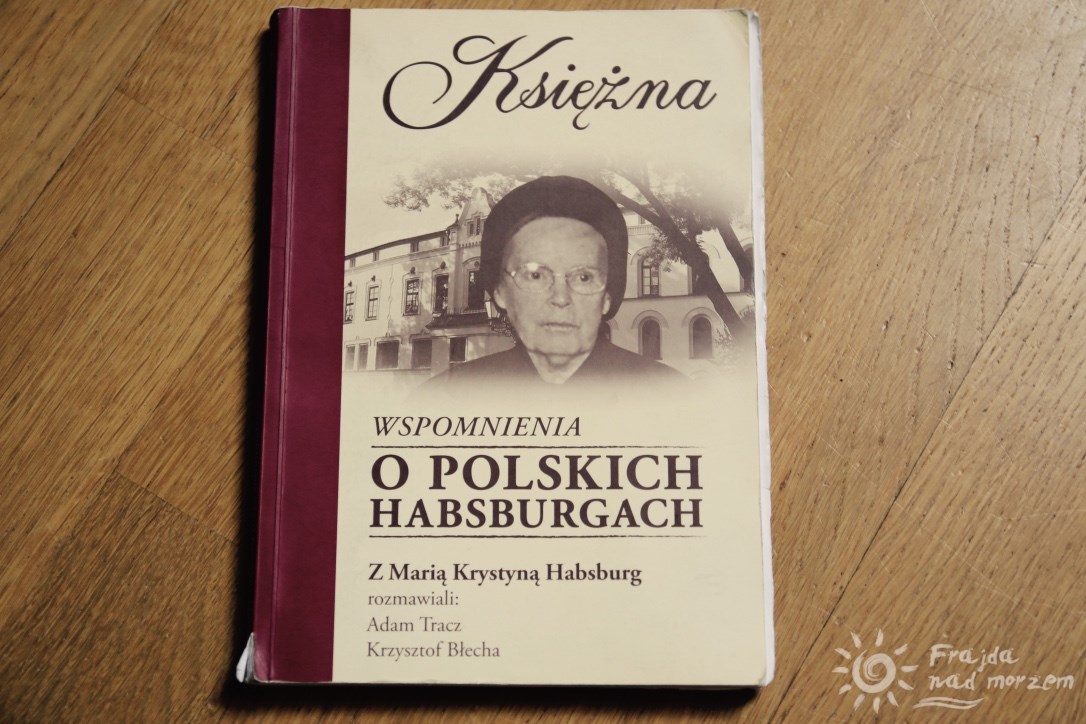 Księżna
WSPOMNIENIA
O POLSKICH
HABSBURGACH
Z Marią Krystyną Habsburg
rozmawiali:
Adam Tracz
Krzysztof Błecha
Frajda
nad morzem